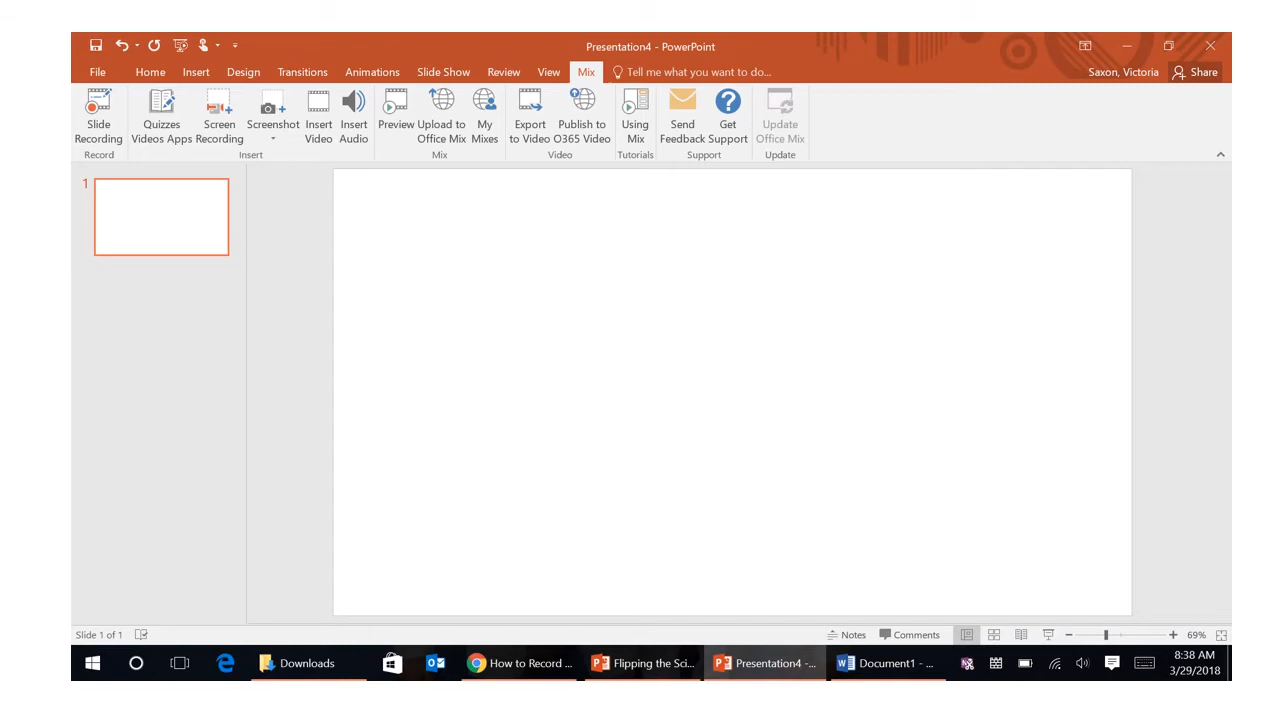 Presentation4 - PowerPoint
File Home Insert Design Transitions Animations Slide Show Review View Mix Tell me what you want to do... Saxon, Victoria Share
Slide Quizzes Screen Screenshot Insert Insert Preview Upload to My Export Publish to Using Send Get Update
Recording Videos Apps Recording Video Audio Office Mix Mixes to Video O365 Video Mix Feedback Support Office Mix
Record Insert Mix Video Tutorials Support Update
1
Slide 1 of 1 Notes Comments 69%
Downloads How to Record ... Flipping the Sci... Presentation4 -... Document1 - ... 8:38 AM
3/29/2018